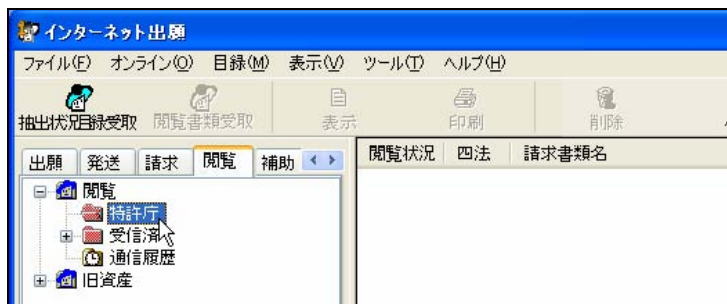 インターネット出願
ファイル(F) オンライン(O) 目録(M) 表示(V) ツール(T) ヘルプ(H)
抽出状況目録受取 閲覧書類受取 表示 印刷 削除
出願 発送 請求 閲覧 補助
閲覧状況 四法 請求書類名
閲覧
特許庁
受信済
通信履歴
旧資産